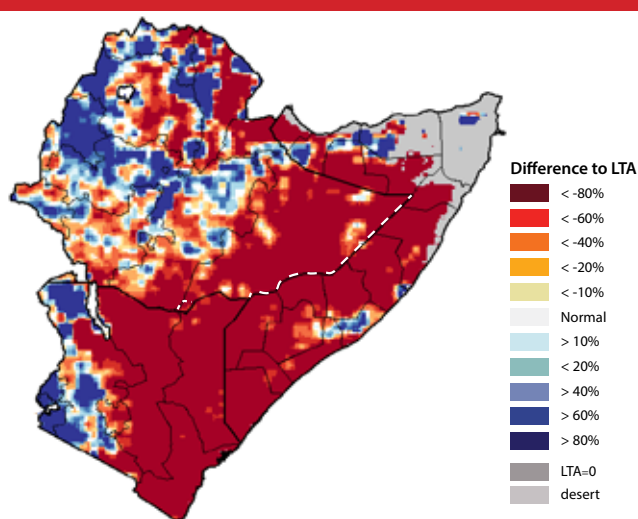 Difference to LTA
< -80%
< -60%
< -40%
< -20%
< -10%
Normal
> 10%
< 20%
> 40%
> 60%
> 80%
LTA=0
desert